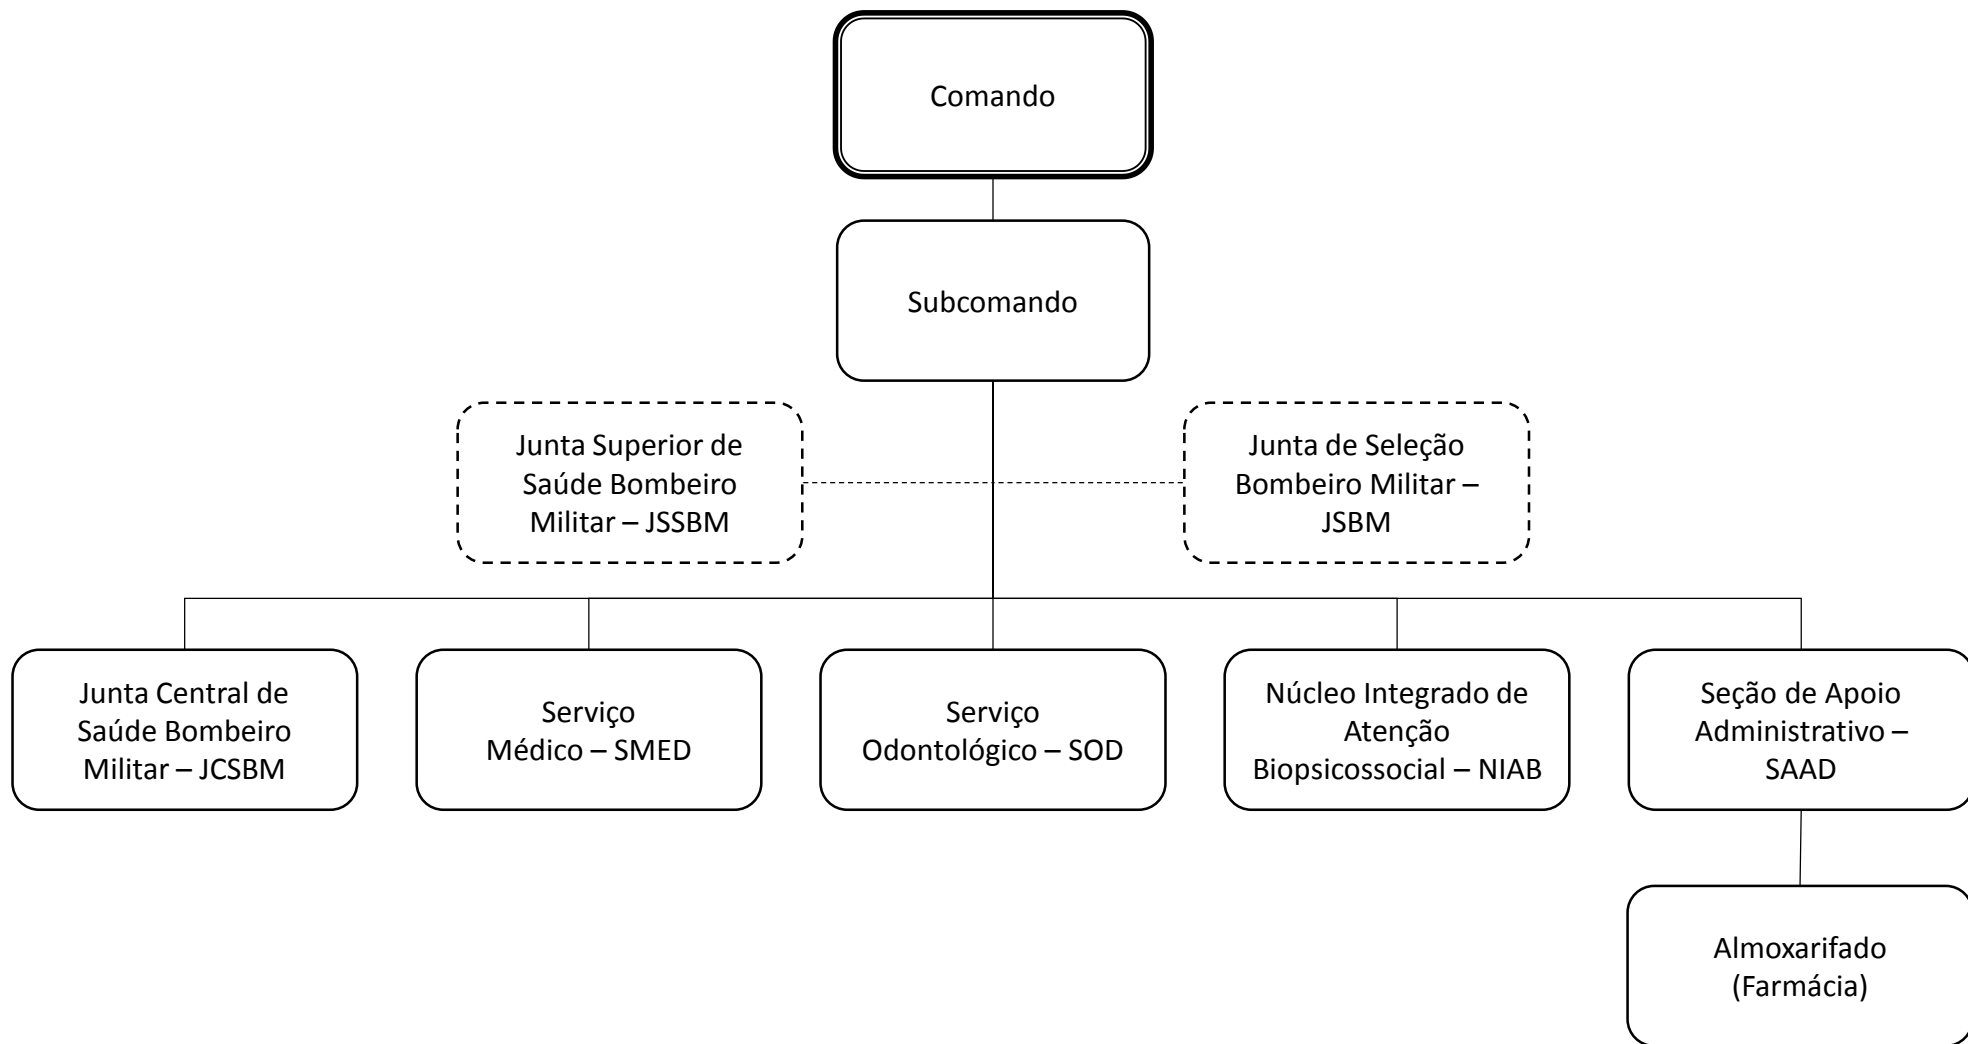 Comando
Subcomando
Junta Superior de
Saúde Bombeiro
Militar – JSSBM
Junta de Seleção
Bombeiro Militar –
JSBM
Junta Central de
Saúde Bombeiro
Militar – JCSBM
Serviço
Médico – SMED
Serviço
Odontológico – SOD
Núcleo Integrado de
Atenção
Biopsicossocial – NIAB
Seção de Apoio
Administrativo –
SAAD
Almoxarifado
(Farmácia)